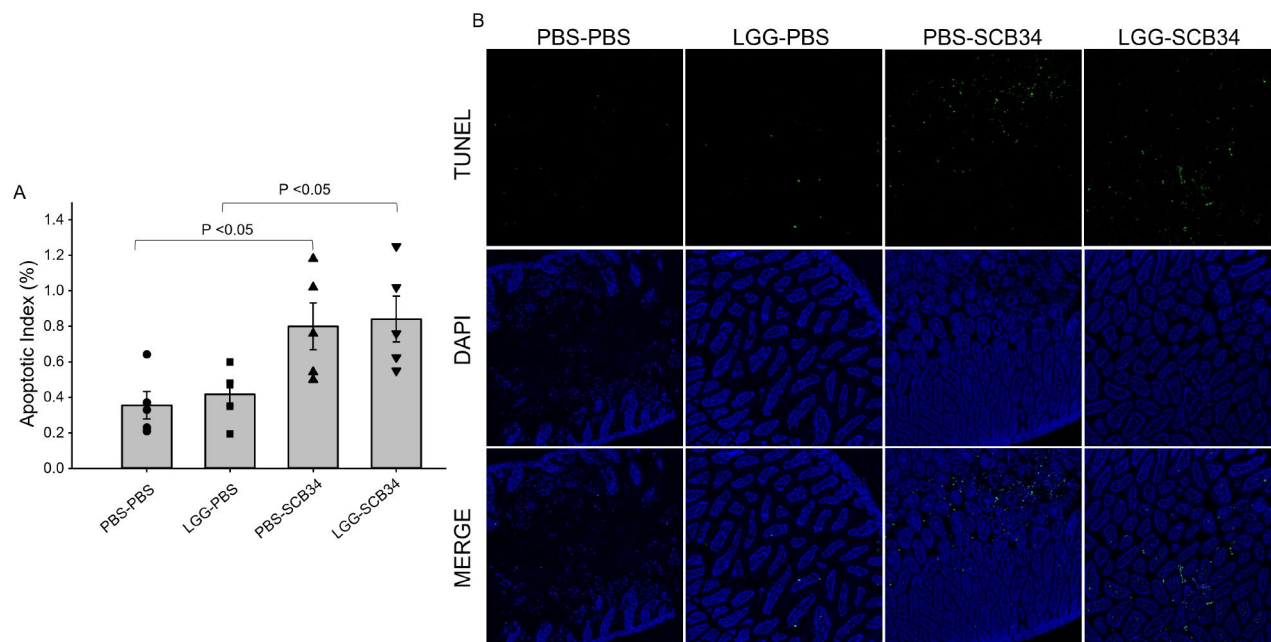 A
P <0.05
P <0.05
Apoptotic Index (%)
1.4
1.2
1.0
0.8
0.6
0.4
0.2
0.0
PBS-PBS
LGG-PBS
PBS-SCB34
LGG-SCB34
B
PBS-PBS
LGG-PBS
PBS-SCB34
LGG-SCB34
TUNEL
DAPI
MERGE